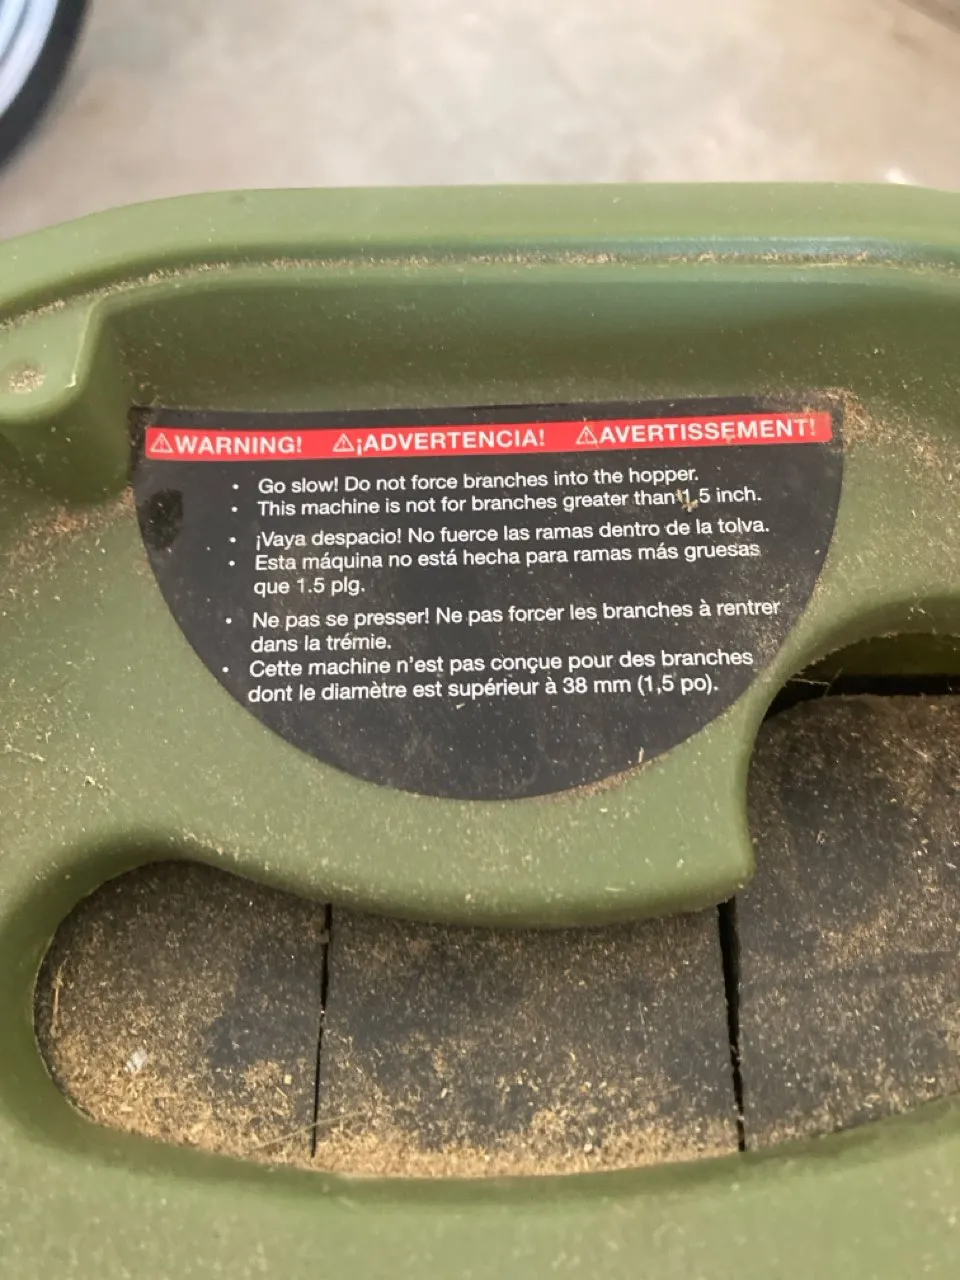 ⚠WARNING! ⚠¡ADVERTENCIA! ⚠AVERTISSEMENT!
• Go slow! Do not force branches into the hopper.
• This machine is not for branches greater than 1.5 inch.
• ¡Vaya despacio! No fuerce las ramas dentro de la tolva.
• Esta máquina no está hecha para ramas más gruesas
que 1.5 plg.
• Ne pas se presser! Ne pas forcer les branches à rentrer
dans la trémie.
• Cette machine n'est pas conçue pour des branches
dont le diamètre est supérieur à 38 mm (1,5 po).